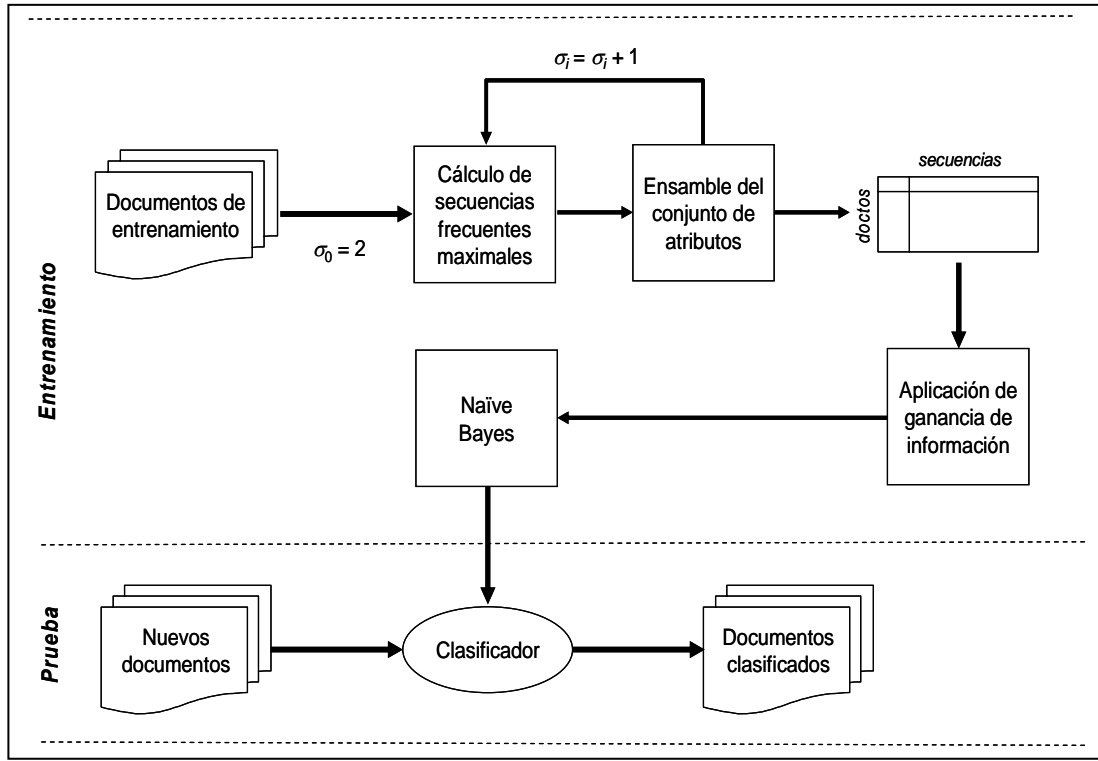 σi = σi + 1
Documentos de
entrenamiento
σ0 = 2
Cálculo de
secuencias
frecuentes
maximales
Ensamble del
conjunto de
atributos
secuencias
doctos
Entrenamiento
Naïve
Bayes
Aplicación de
ganancia de
información
Prueba
Nuevos
documentos
Clasificador
Documentos
clasificados